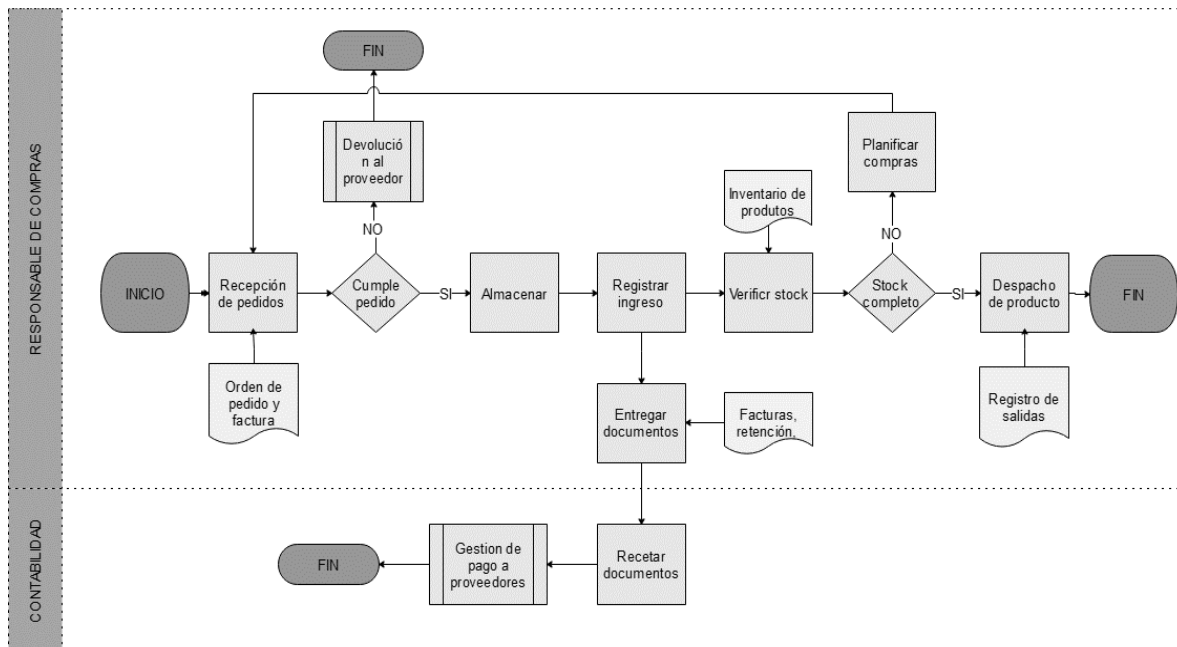 RESPONSABLE DE COMPRAS
FIN
Devolució
n al
proveedor
Planificar
compras
Inventario de
produtos
NO
NO
INICIO
Recepción
de pedidos
Cumple
pedido
SI
Almacenar
Registrar
ingreso
Verificr stock
Stock
completo
SI
Despacho
de producto
FIN
Orden de
pedido y
factura
Entregar
documentos
Facturas,
retención,
Registro de
salidas
CONTABILIDAD
FIN
Gestion de
pago a
proveedores
Recetar
documentos